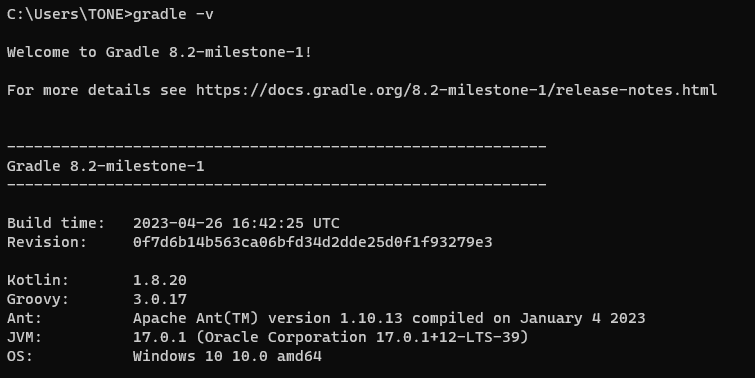 C:\Users\TONE>gradle -v
Welcome to Gradle 8.2-milestone-1!
For more details see https://docs.gradle.org/8.2-milestone-1/release-notes.html
------------------------------------------------------------
Gradle 8.2-milestone-1
------------------------------------------------------------
Build time:   2023-04-26 16:42:25 UTC
Revision:     0f7d6b14b563ca06bfd34d2dde25d0f1f93279e3
Kotlin:       1.8.20
Groovy:       3.0.17
Ant:          Apache Ant(TM) version 1.10.13 compiled on January 4 2023
JVM:          17.0.1 (Oracle Corporation 17.0.1+12-LTS-39)
OS:           Windows 10 10.0 amd64